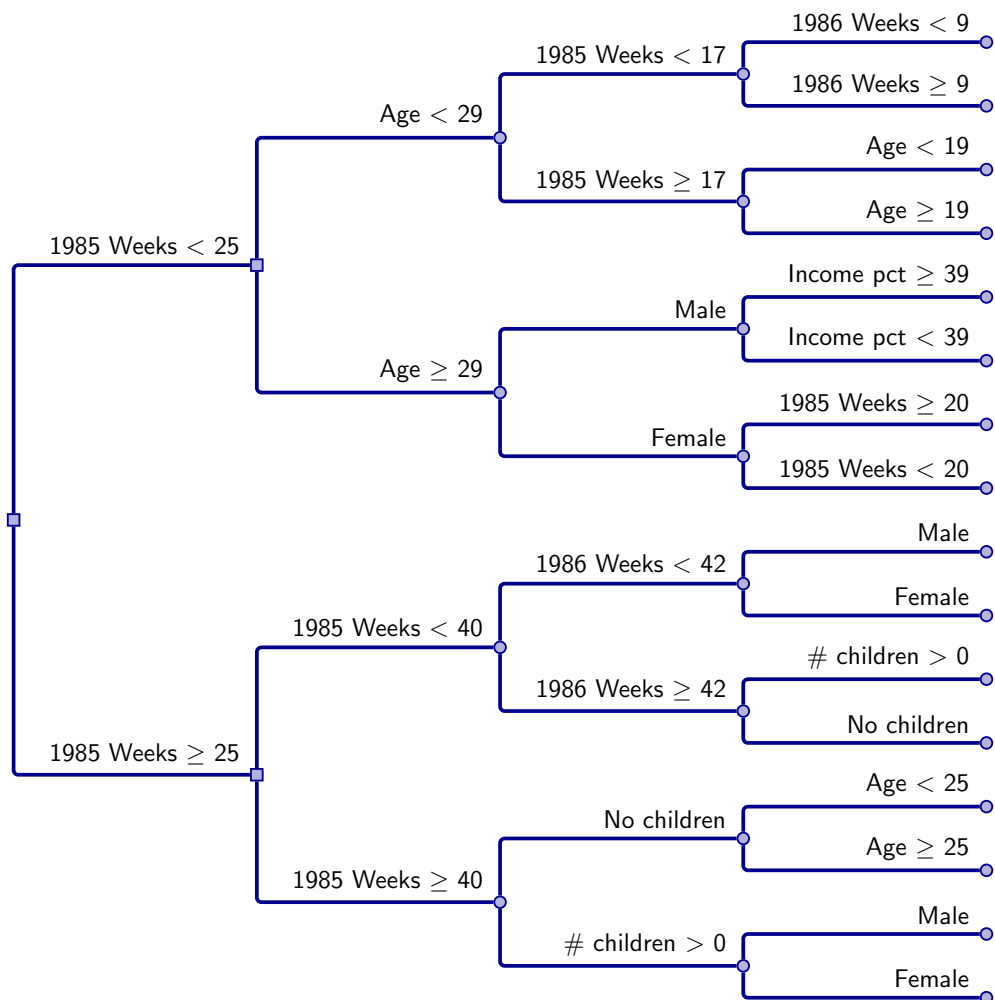 1986 Weeks < 9
1985 Weeks < 17
1986 Weeks ≥ 9
Age < 29
Age < 19
1985 Weeks ≥ 17
Age ≥ 19
1985 Weeks < 25
Income pct ≥ 39
Male
Income pct < 39
Age ≥ 29
1985 Weeks ≥ 20
Female
1985 Weeks < 20
Male
1986 Weeks < 42
Female
1985 Weeks < 40
# children > 0
1986 Weeks ≥ 42
No children
1985 Weeks ≥ 25
Age < 25
No children
Age ≥ 25
1985 Weeks ≥ 40
Male
# children > 0
Female